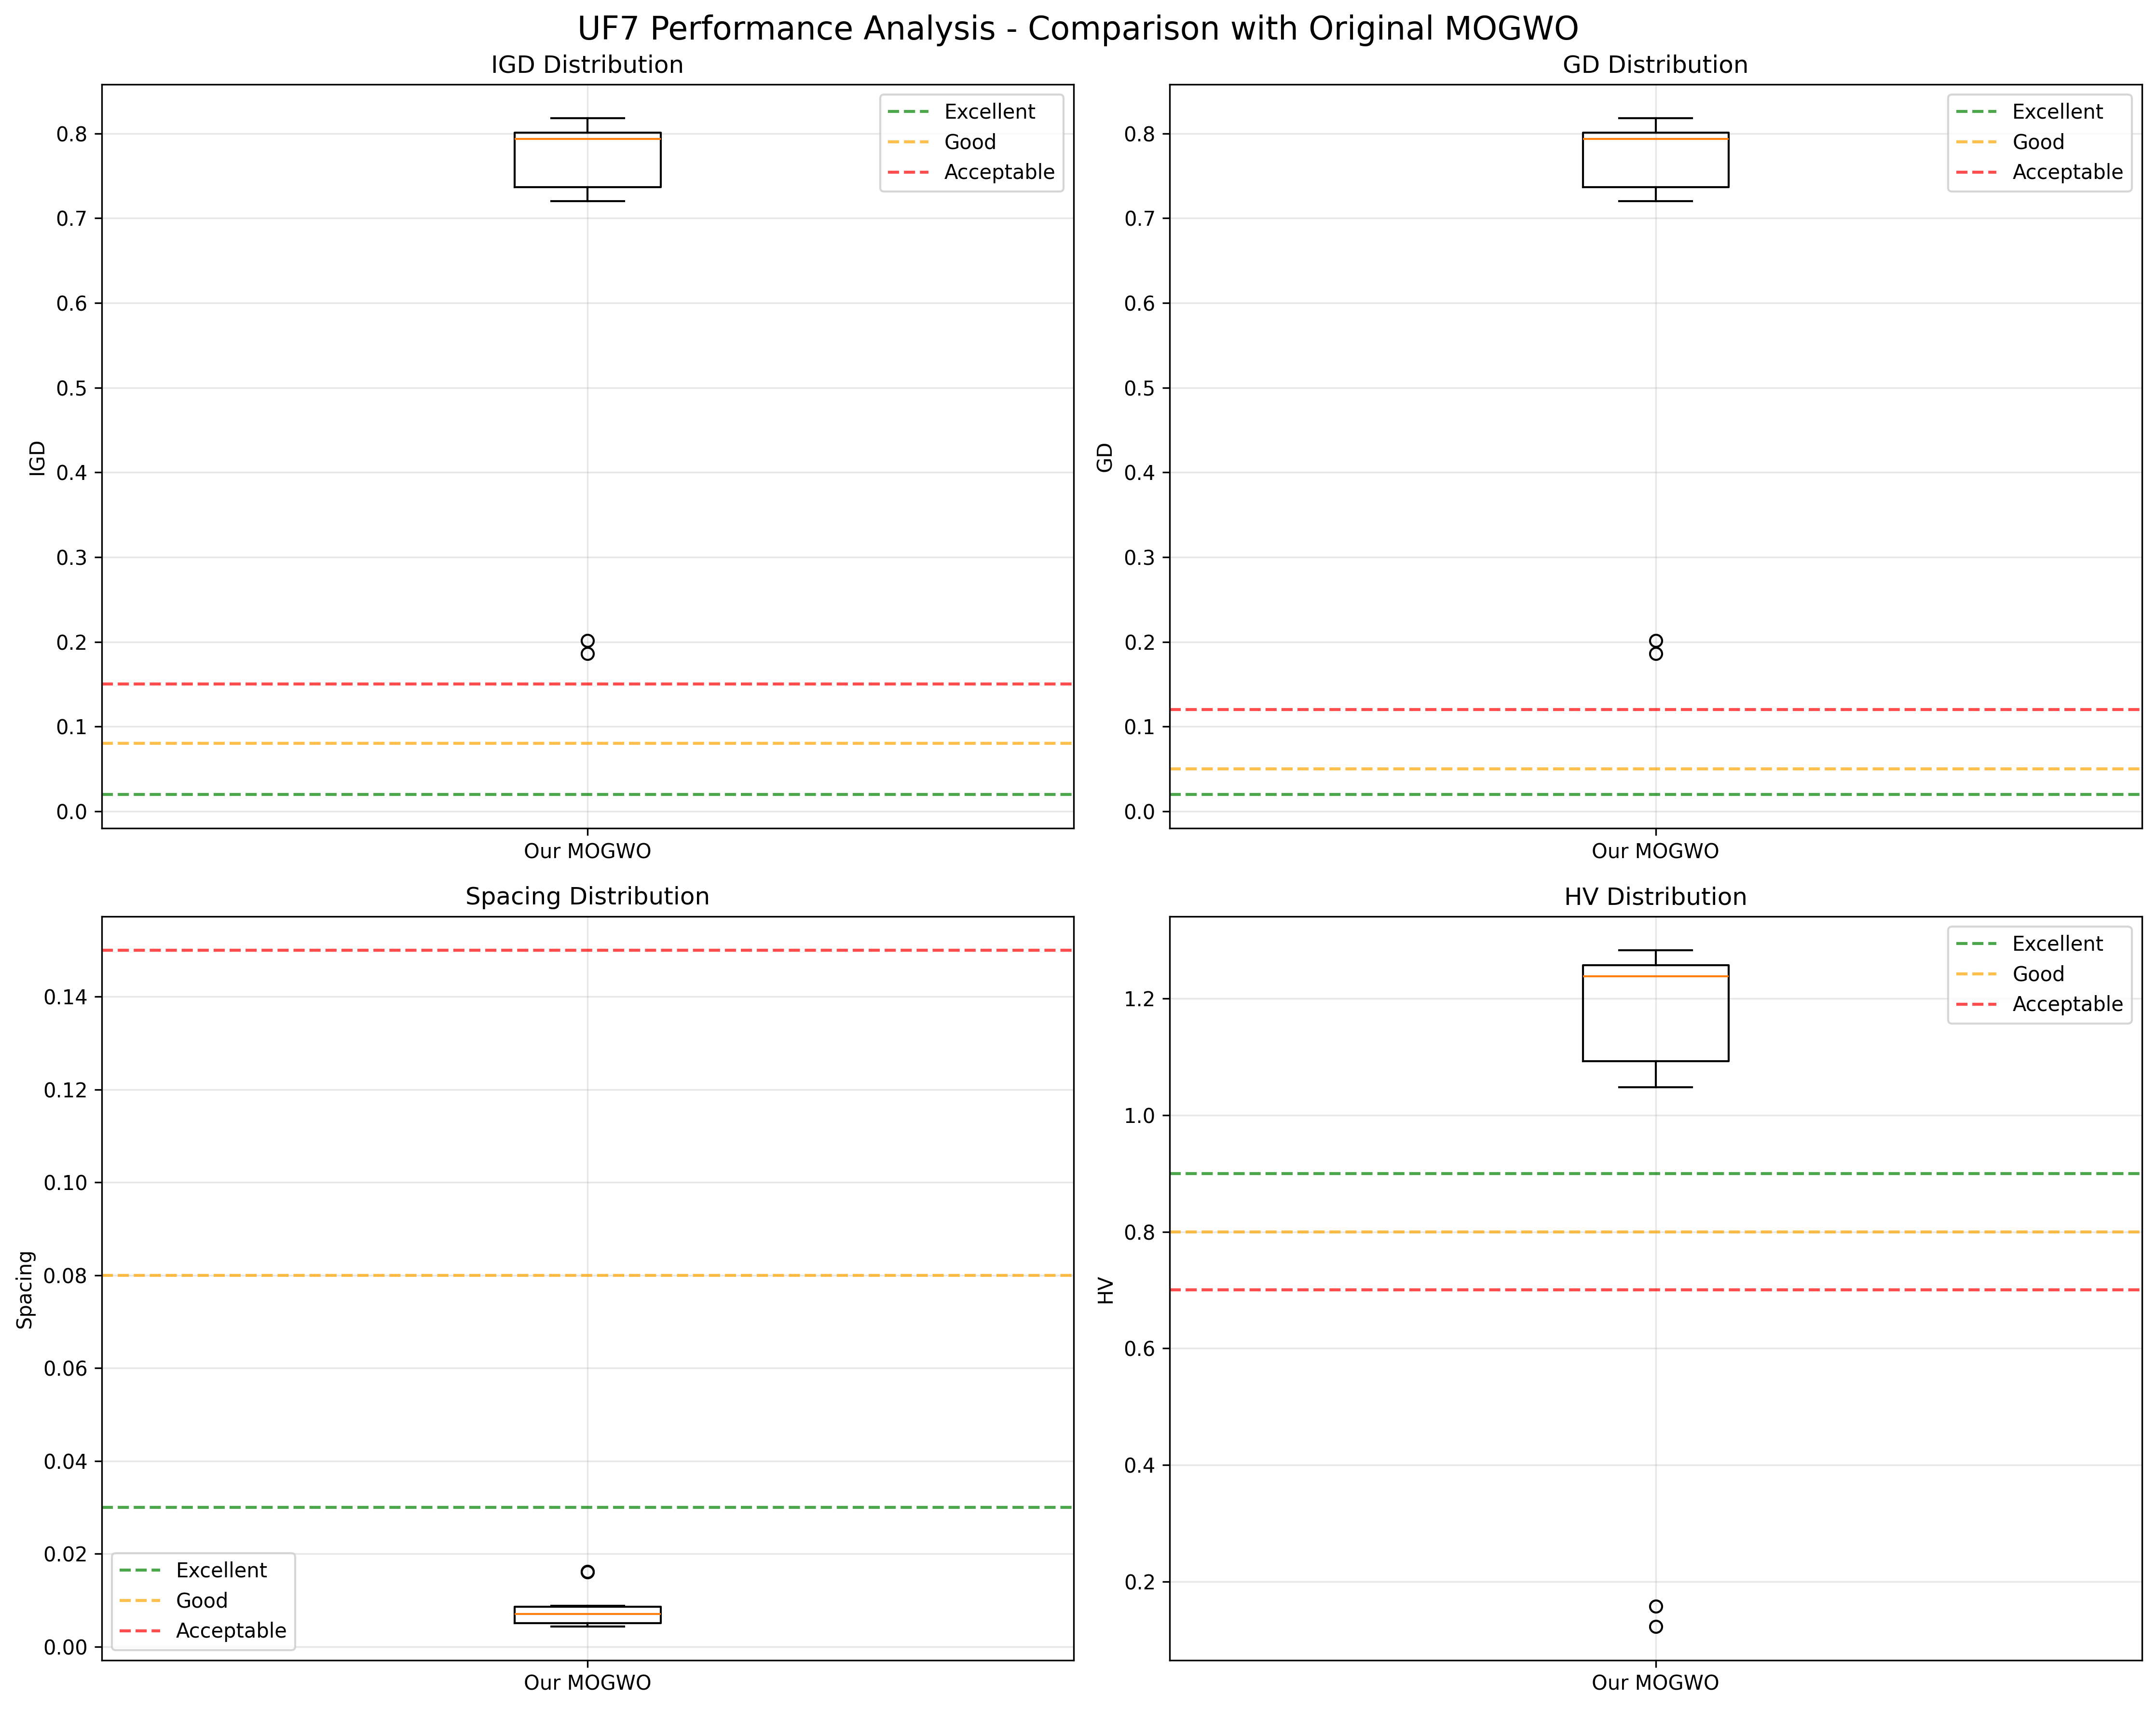 UF7 Performance Analysis - Comparison with Original MOGWO
IGD Distribution
Excellent
Good
Acceptable
0.8
0.7
0.6
0.5
0.4
0.3
0.2
0.1
0.0
IGD
Our MOGWO
GD Distribution
Excellent
Good
Acceptable
0.8
0.7
0.6
0.5
0.4
0.3
0.2
0.1
0.0
GD
Our MOGWO
Spacing Distribution
0.14
0.12
0.10
0.08
0.06
0.04
0.02
0.00
Spacing
Excellent
Good
Acceptable
Our MOGWO
HV Distribution
Excellent
Good
Acceptable
1.2
1.0
0.8
0.6
0.4
0.2
HV
Our MOGWO